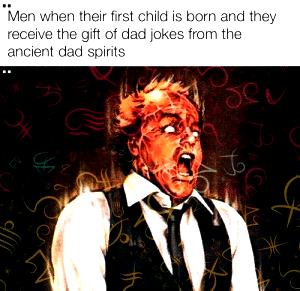 Men when their first child is born and they
receive the gift of dad jokes from the
ancient dad spirits